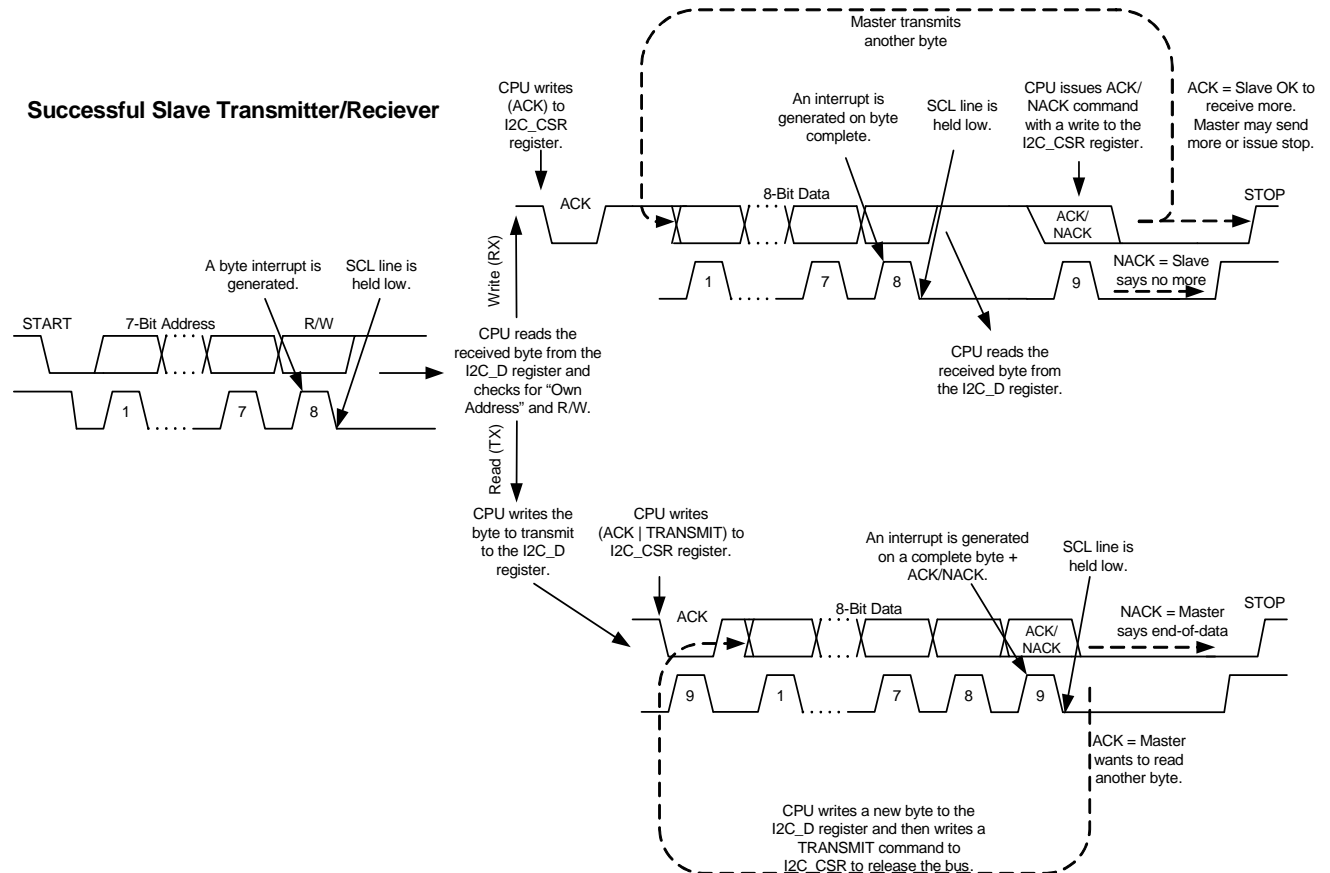 Successful Slave Transmitter/Reciever
Master transmits
another byte
CPU writes
(ACK) to
I2C_CSR
register.
An interrupt is
generated on byte
complete.
SCL line is
held low.
CPU issues ACK/
NACK command
with a write to the
I2C_CSR register.
ACK = Slave OK to
receive more.
Master may send
more or issue stop.
ACK
8-Bit Data
ACK/
NACK
STOP
1
7
8
9
NACK = Slave
says no more
CPU reads the
received byte from
the I2C_D register.
Write (RX)
A byte interrupt is
generated.
SCL line is
held low.
START
7-Bit Address
R/W
1
7
8
CPU reads the
received byte from the
I2C_D register and
checks for “Own
Address” and R/W.
Read (TX)
CPU writes the
byte to transmit
to the I2C_D
register.
CPU writes
(ACK | TRANSMIT) to
I2C_CSR register.
An interrupt is generated
on a complete byte +
ACK/NACK.
SCL line is
held low.
ACK
8-Bit Data
ACK/
NACK
NACK = Master
says end-of-data
STOP
9
1
7
8
9
ACK = Master
wants to read
another byte.
CPU writes a new byte to the
I2C_D register and then writes a
TRANSMIT command to
I2C_CSR to release the bus.